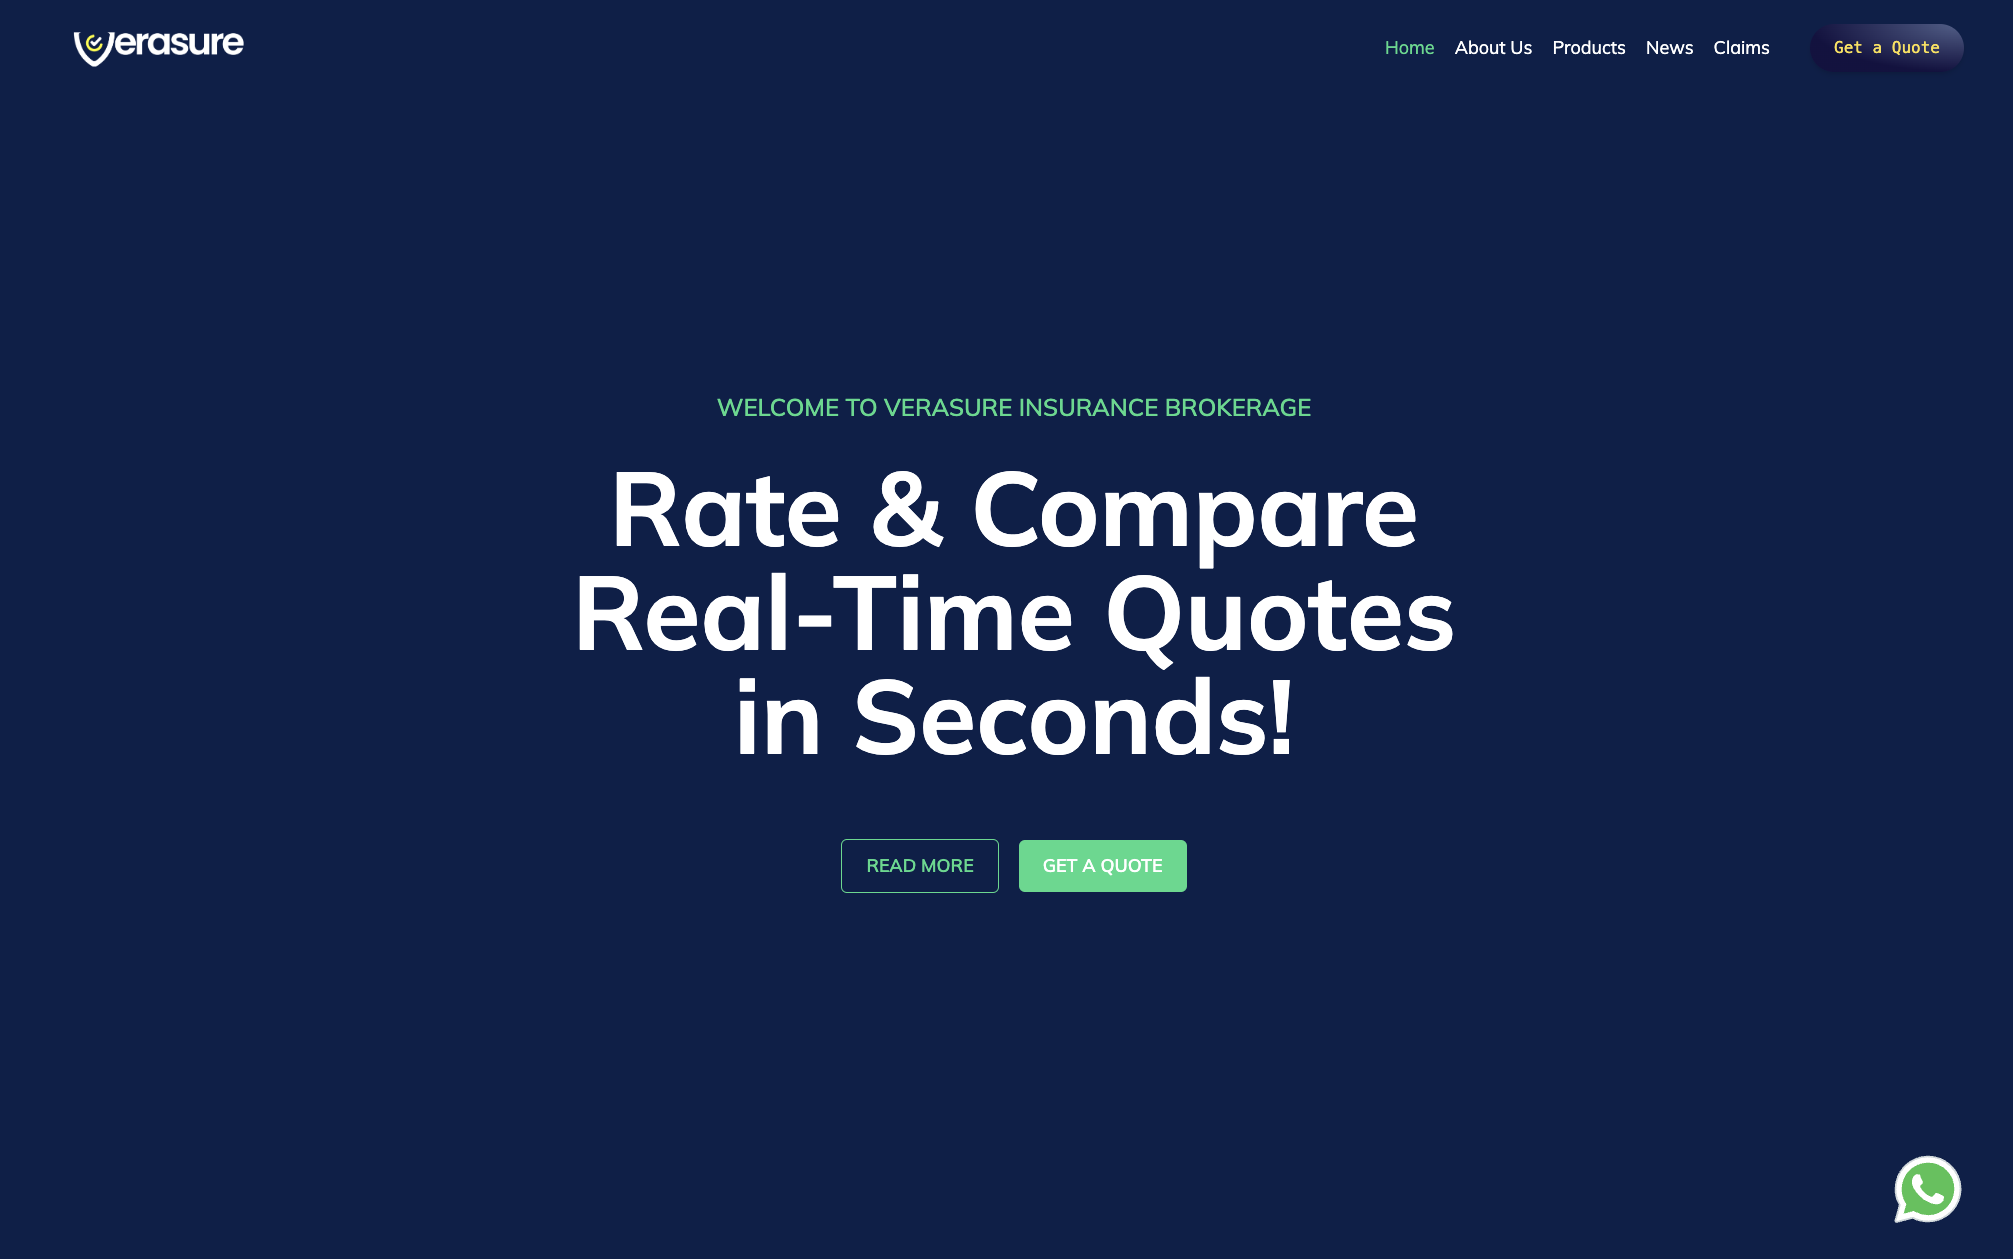 verasure
Home About Us Products News Claims Get a Quote
WELCOME TO VERASURE INSURANCE BROKERAGE
Rate & Compare
Real-Time Quotes
in Seconds!
READ MORE GET A QUOTE